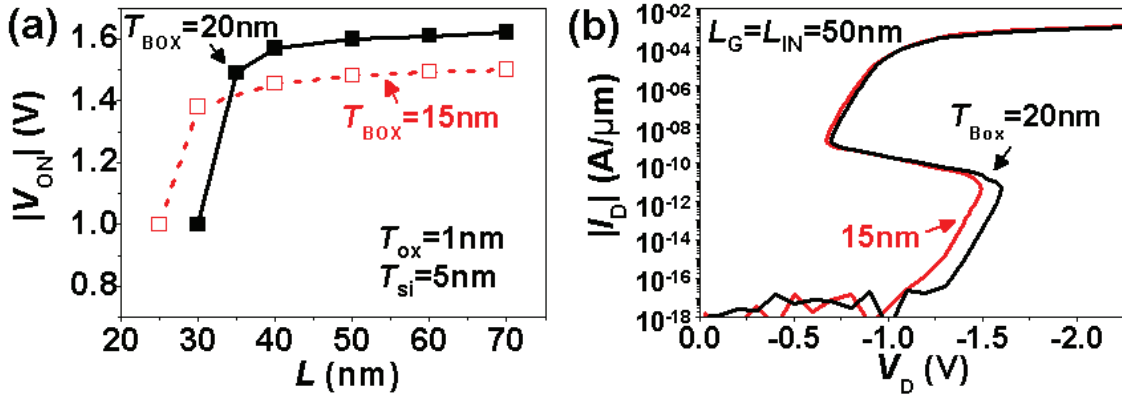 (a)
T_BOX=20nm
T_BOX=15nm
T_ox=1nm
T_si=5nm
|V_ON| (V)
1.6
1.4
1.2
1.0
0.8
20 30 40 50 60 70
L (nm)
(b)
L_G=L_IN=50nm
T_Box=20nm
15nm
|I_D| (A/μm)
10^-02
10^-04
10^-06
10^-08
10^-10
10^-12
10^-14
10^-16
10^-18
0.0 -0.5 -1.0 -1.5 -2.0
V_D (V)